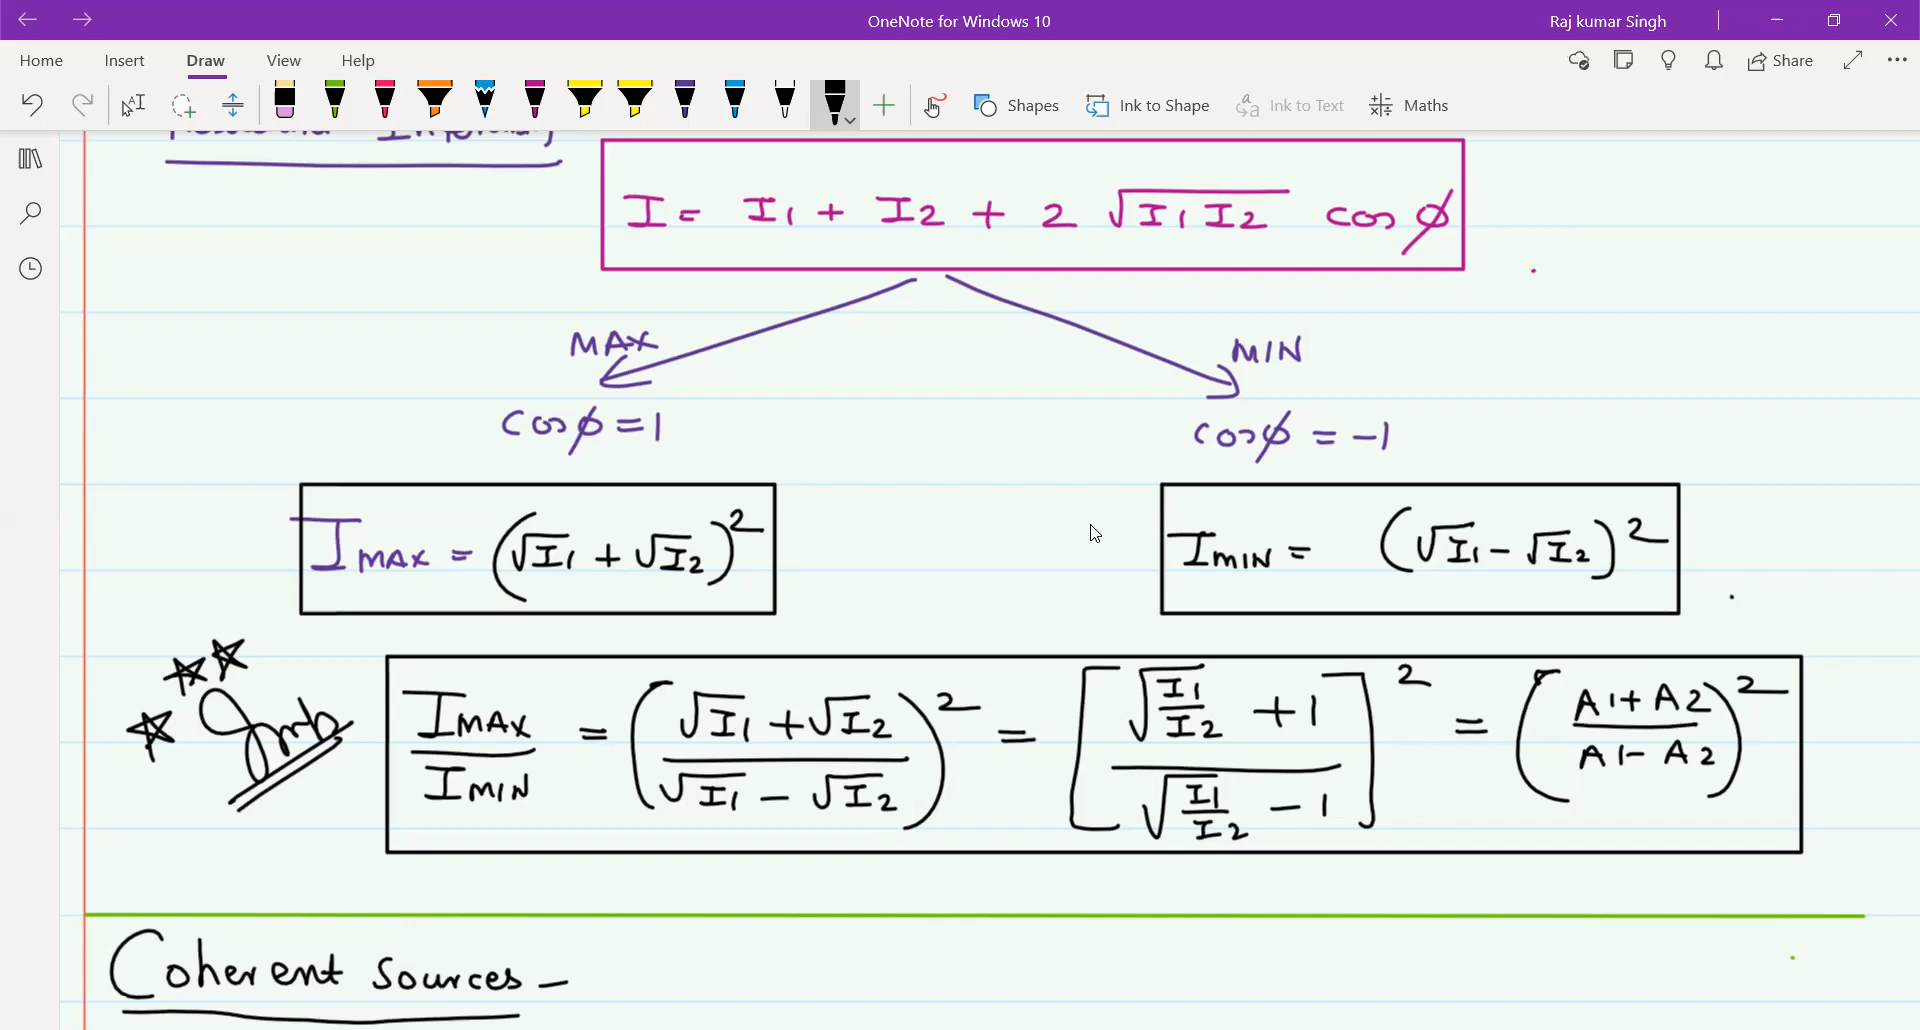 OneNote for Windows 10
Raj kumar Singh
Home Insert Draw View Help
Share
Shapes Ink to Shape Ink to Text Maths
I = I1 + I2 + 2 √I1 I2 cos ϕ
MAX
MIN
cosϕ = 1
cosϕ = -1
IMAX = (√I1 + √I2)²
IMIN = (√I1 - √I2)²
Imp
IMAX/IMIN = ((√I1 + √I2)/(√I1 - √I2))² = [(√(I1/I2) + 1)/(√(I1/I2) - 1)]² = ((A1 + A2)/(A1 - A2))²
Coherent sources -